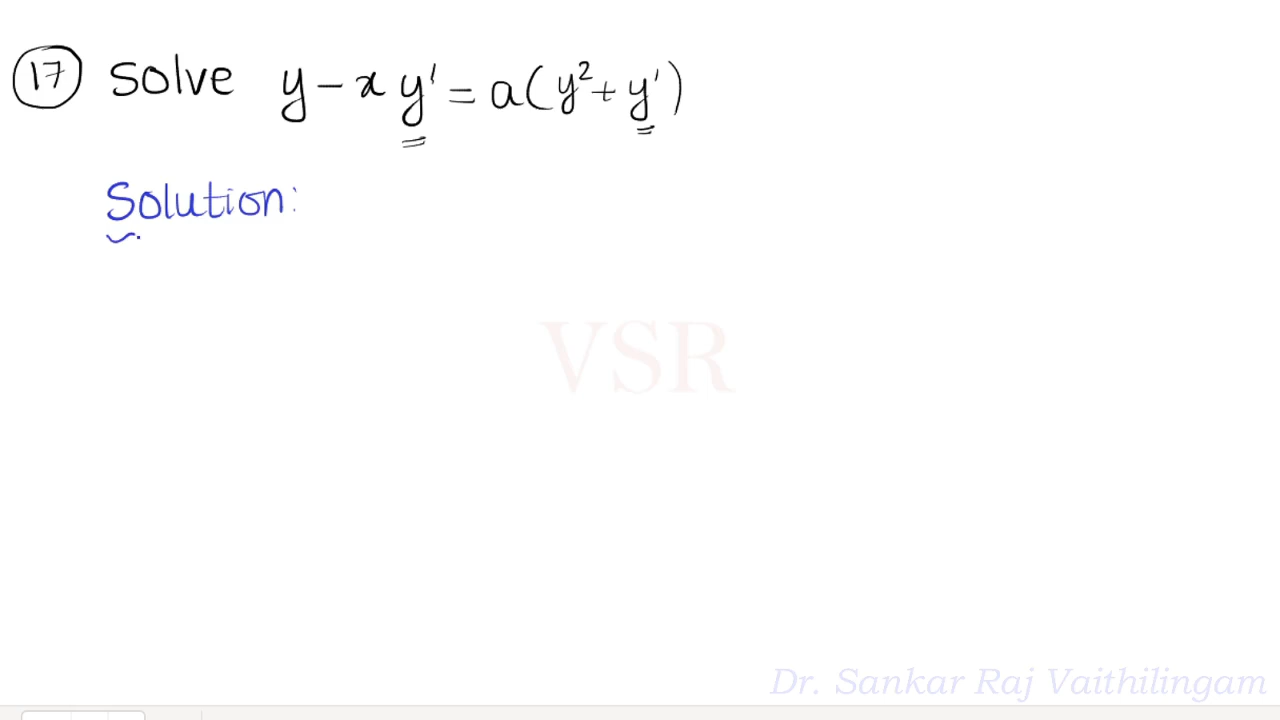 17 Solve y - x y' = a(y² + y')
Solution:
VSR
Dr. Sankar Raj Vaithilingam